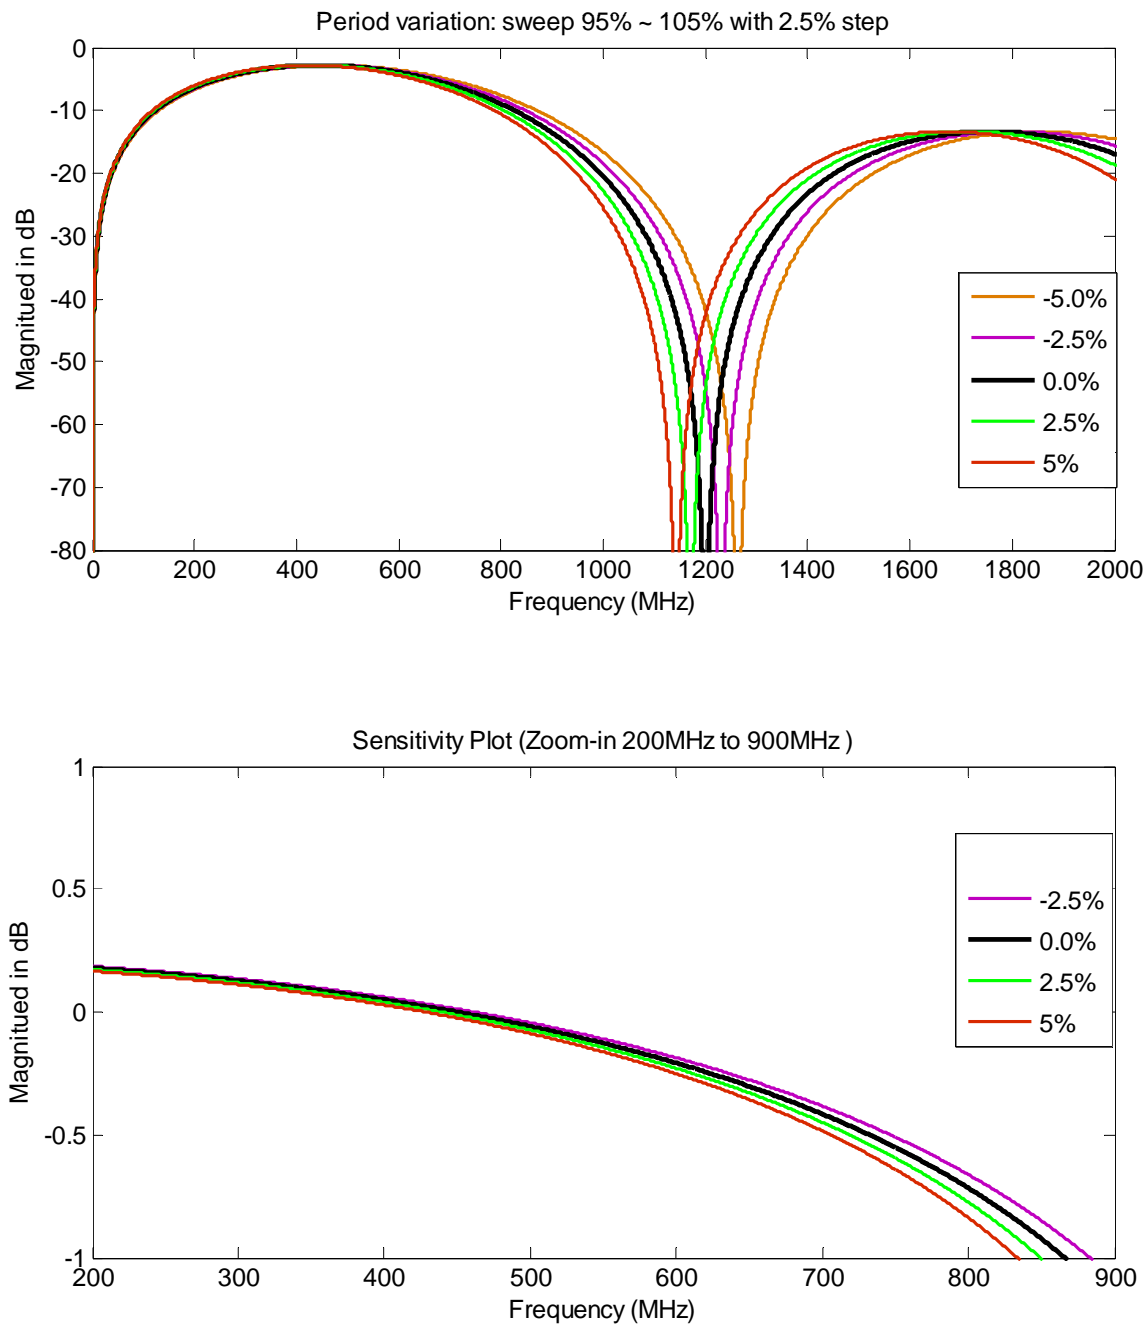 Period variation: sweep 95% ~ 105% with 2.5% step
Magnitued in dB
0
-10
-20
-30
-40
-50
-60
-70
-80
-5.0%
-2.5%
0.0%
2.5%
5%
0 200 400 600 800 1000 1200 1400 1600 1800 2000
Frequency (MHz)
Sensitivity Plot (Zoom-in 200MHz to 900MHz )
Magnitued in dB
1
0.5
0
-0.5
-1
-2.5%
0.0%
2.5%
5%
200 300 400 500 600 700 800 900
Frequency (MHz)